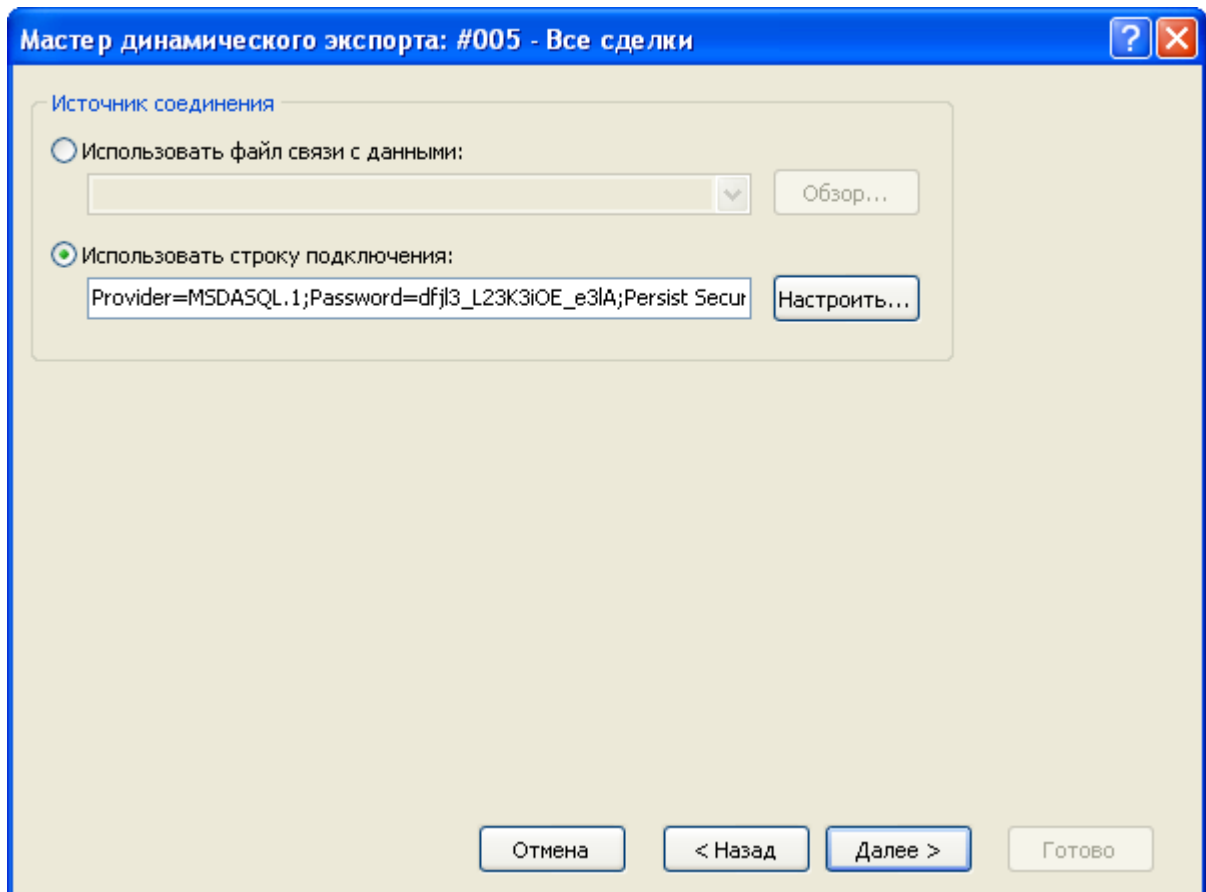 Мастер динамического экспорта: #005 - Все сделки
Источник соединения
Использовать файл связи с данными:
Обзор...
Использовать строку подключения:
Provider=MSDASQL.1;Password=dfjl3_L23K3iOE_e3lA;Persist Secur
Настроить...
Отмена
< Назад
Далее >
Готово